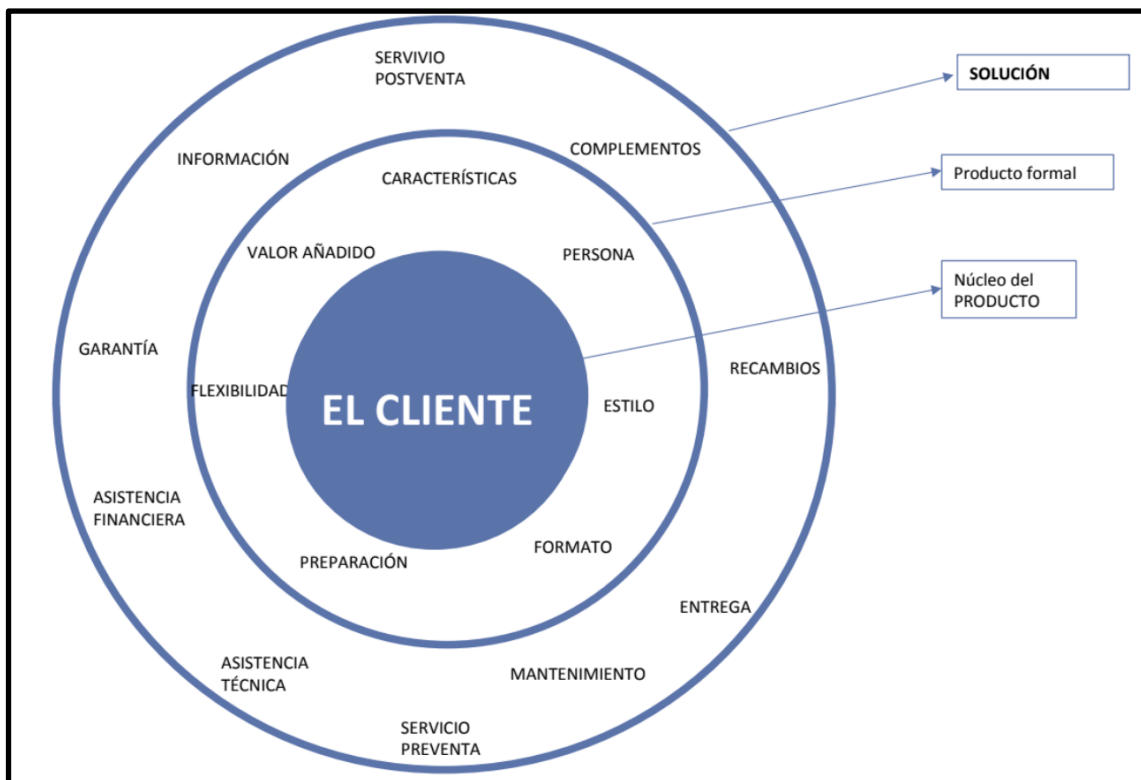 SERVIVIO
POSTVENTA
SOLUCIÓN
COMPLEMENTOS
INFORMACIÓN
CARACTERÍSTICAS
Producto formal
VALOR AÑADIDO
PERSONA
Núcleo del
PRODUCTO
GARANTÍA
RECAMBIOS
FLEXIBILIDAD
EL CLIENTE
ESTILO
ASISTENCIA
FINANCIERA
PREPARACIÓN
FORMATO
ENTREGA
ASISTENCIA
TÉCNICA
MANTENIMIENTO
SERVICIO
PREVENTA